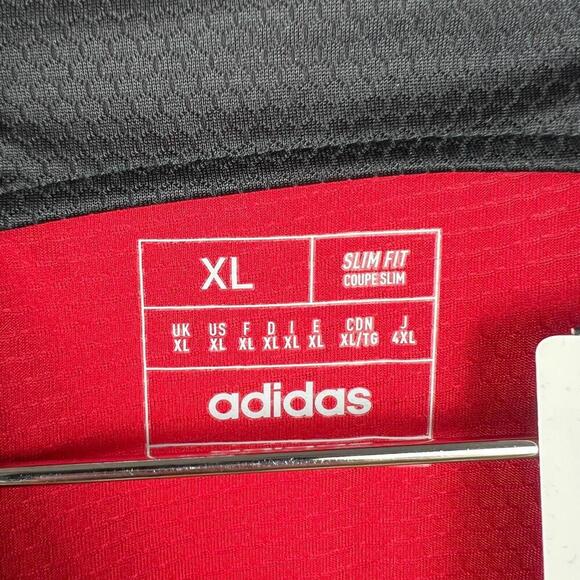 XL
SLIM FIT
COUPE SLIM
UK US F D I E CDN J
XL XL XL XL XL XL XL/TG 4XL
adidas